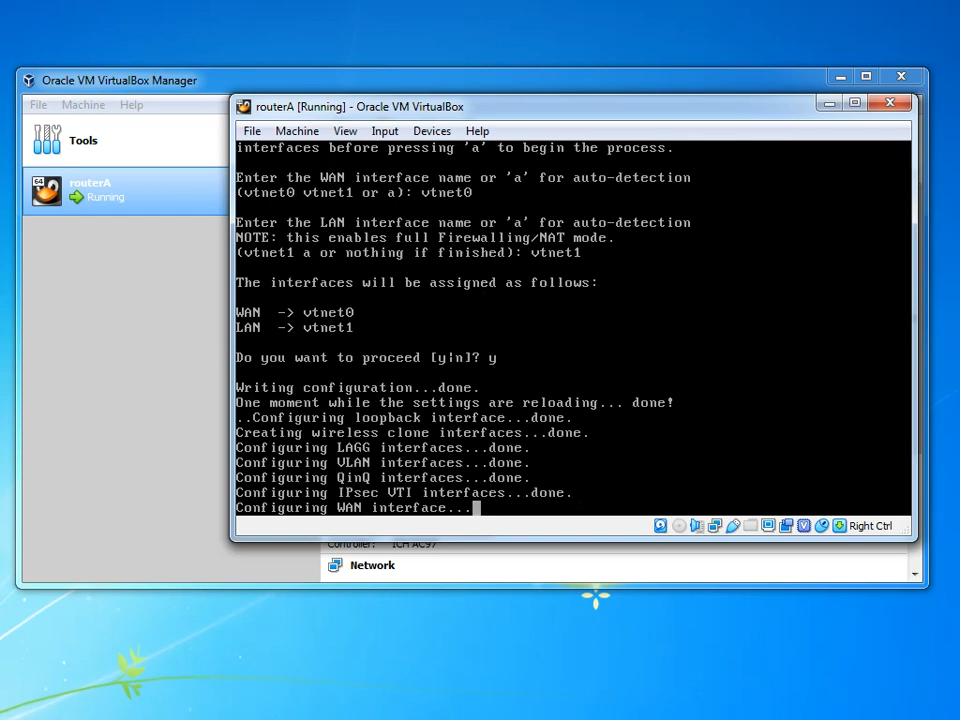 Oracle VM VirtualBox Manager
File Machine Help
Tools
64
routerA
Running
routerA [Running] - Oracle VM VirtualBox
File Machine View Input Devices Help
interfaces before pressing 'a' to begin the process.
Enter the WAN interface name or 'a' for auto-detection
(vtnet0 vtnet1 or a): vtnet0
Enter the LAN interface name or 'a' for auto-detection
NOTE: this enables full Firewalling/NAT mode.
(vtnet1 a or nothing if finished): vtnet1
The interfaces will be assigned as follows:
WAN -> vtnet0
LAN -> vtnet1
Do you want to proceed [y|n]? y
Writing configuration...done.
One moment while the settings are reloading... done!
..Configuring loopback interface...done.
Creating wireless clone interfaces...done.
Configuring LAGG interfaces...done.
Configuring VLAN interfaces...done.
Configuring QinQ interfaces...done.
Configuring IPsec VTI interfaces...done.
Configuring WAN interface...
Right Ctrl
Controller: ICH AC97
Network